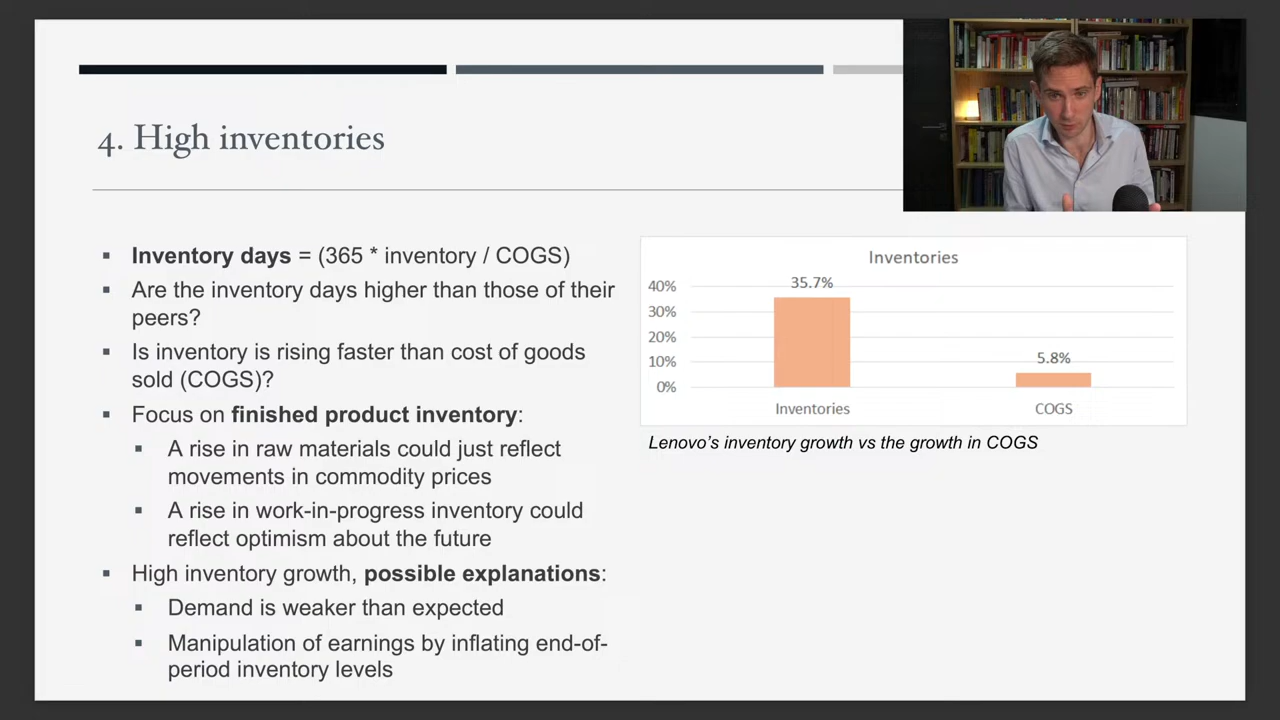 4. High inventories
▪ Inventory days = (365 * inventory / COGS)
▪ Are the inventory days higher than those of their
peers?
▪ Is inventory is rising faster than cost of goods
sold (COGS)?
▪ Focus on finished product inventory:
▪ A rise in raw materials could just reflect
movements in commodity prices
▪ A rise in work-in-progress inventory could
reflect optimism about the future
▪ High inventory growth, possible explanations:
▪ Demand is weaker than expected
▪ Manipulation of earnings by inflating end-of-
period inventory levels
Inventories
40%
30%
20%
10%
0%
35.7%
5.8%
Inventories
COGS
Lenovo's inventory growth vs the growth in COGS